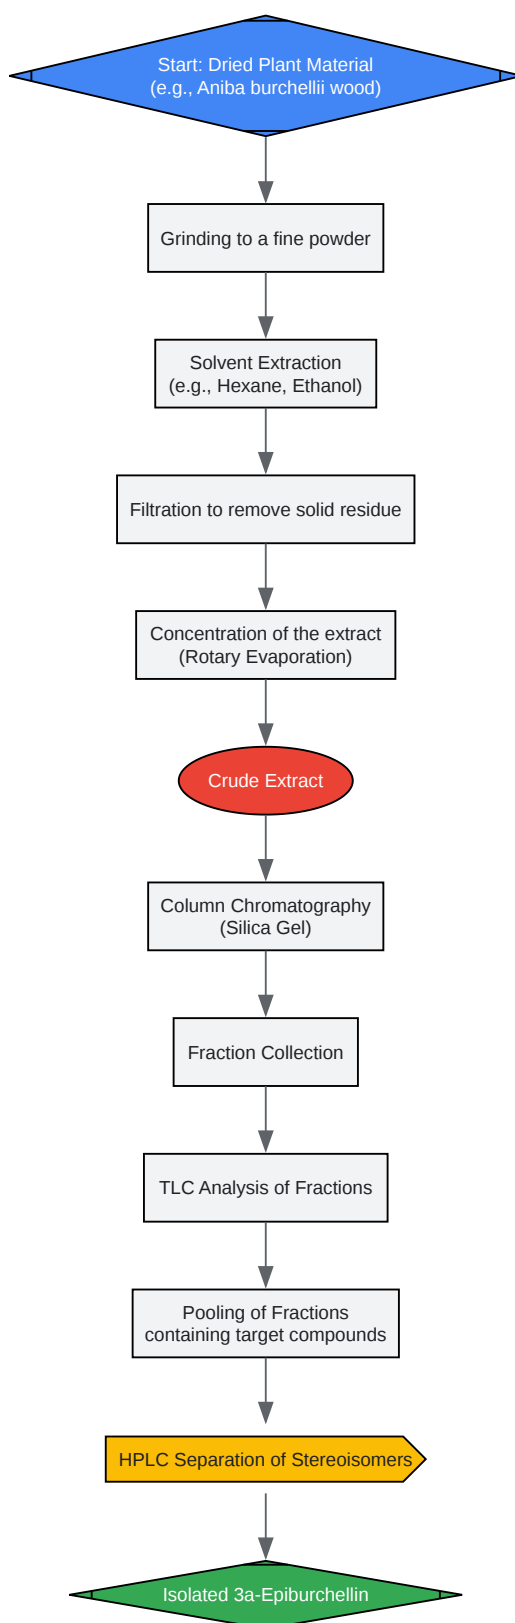 Start: Dried Plant Material
(e.g., Aniba burchellii wood)
Grinding to a fine powder
Solvent Extraction
(e.g., Hexane, Ethanol)
Filtration to remove solid residue
Concentration of the extract
(Rotary Evaporation)
Crude Extract
Column Chromatography
(Silica Gel)
Fraction Collection
TLC Analysis of Fractions
Pooling of Fractions
containing target compounds
HPLC Separation of Stereoisomers
Isolated 3a-Epiburchellin